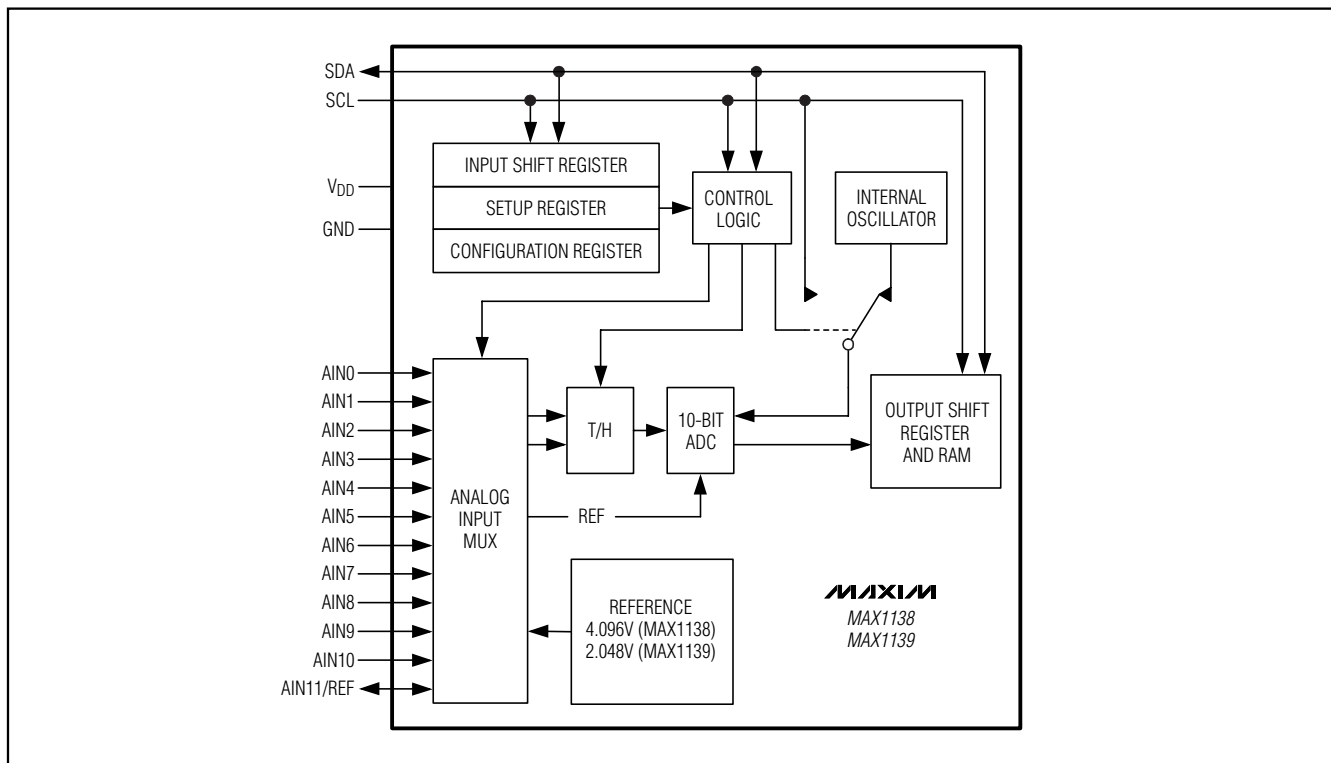 SDA
SCL
VDD
GND
INPUT SHIFT REGISTER
SETUP REGISTER
CONFIGURATION REGISTER
CONTROL
LOGIC
INTERNAL
OSCILLATOR
AIN0
AIN1
AIN2
AIN3
AIN4
AIN5
AIN6
AIN7
AIN8
AIN9
AIN10
AIN11/REF
ANALOG
INPUT
MUX
T/H
10-BIT
ADC
REF
OUTPUT SHIFT
REGISTER
AND RAM
REFERENCE
4.096V (MAX1138)
2.048V (MAX1139)
MAXIM
MAX1138
MAX1139